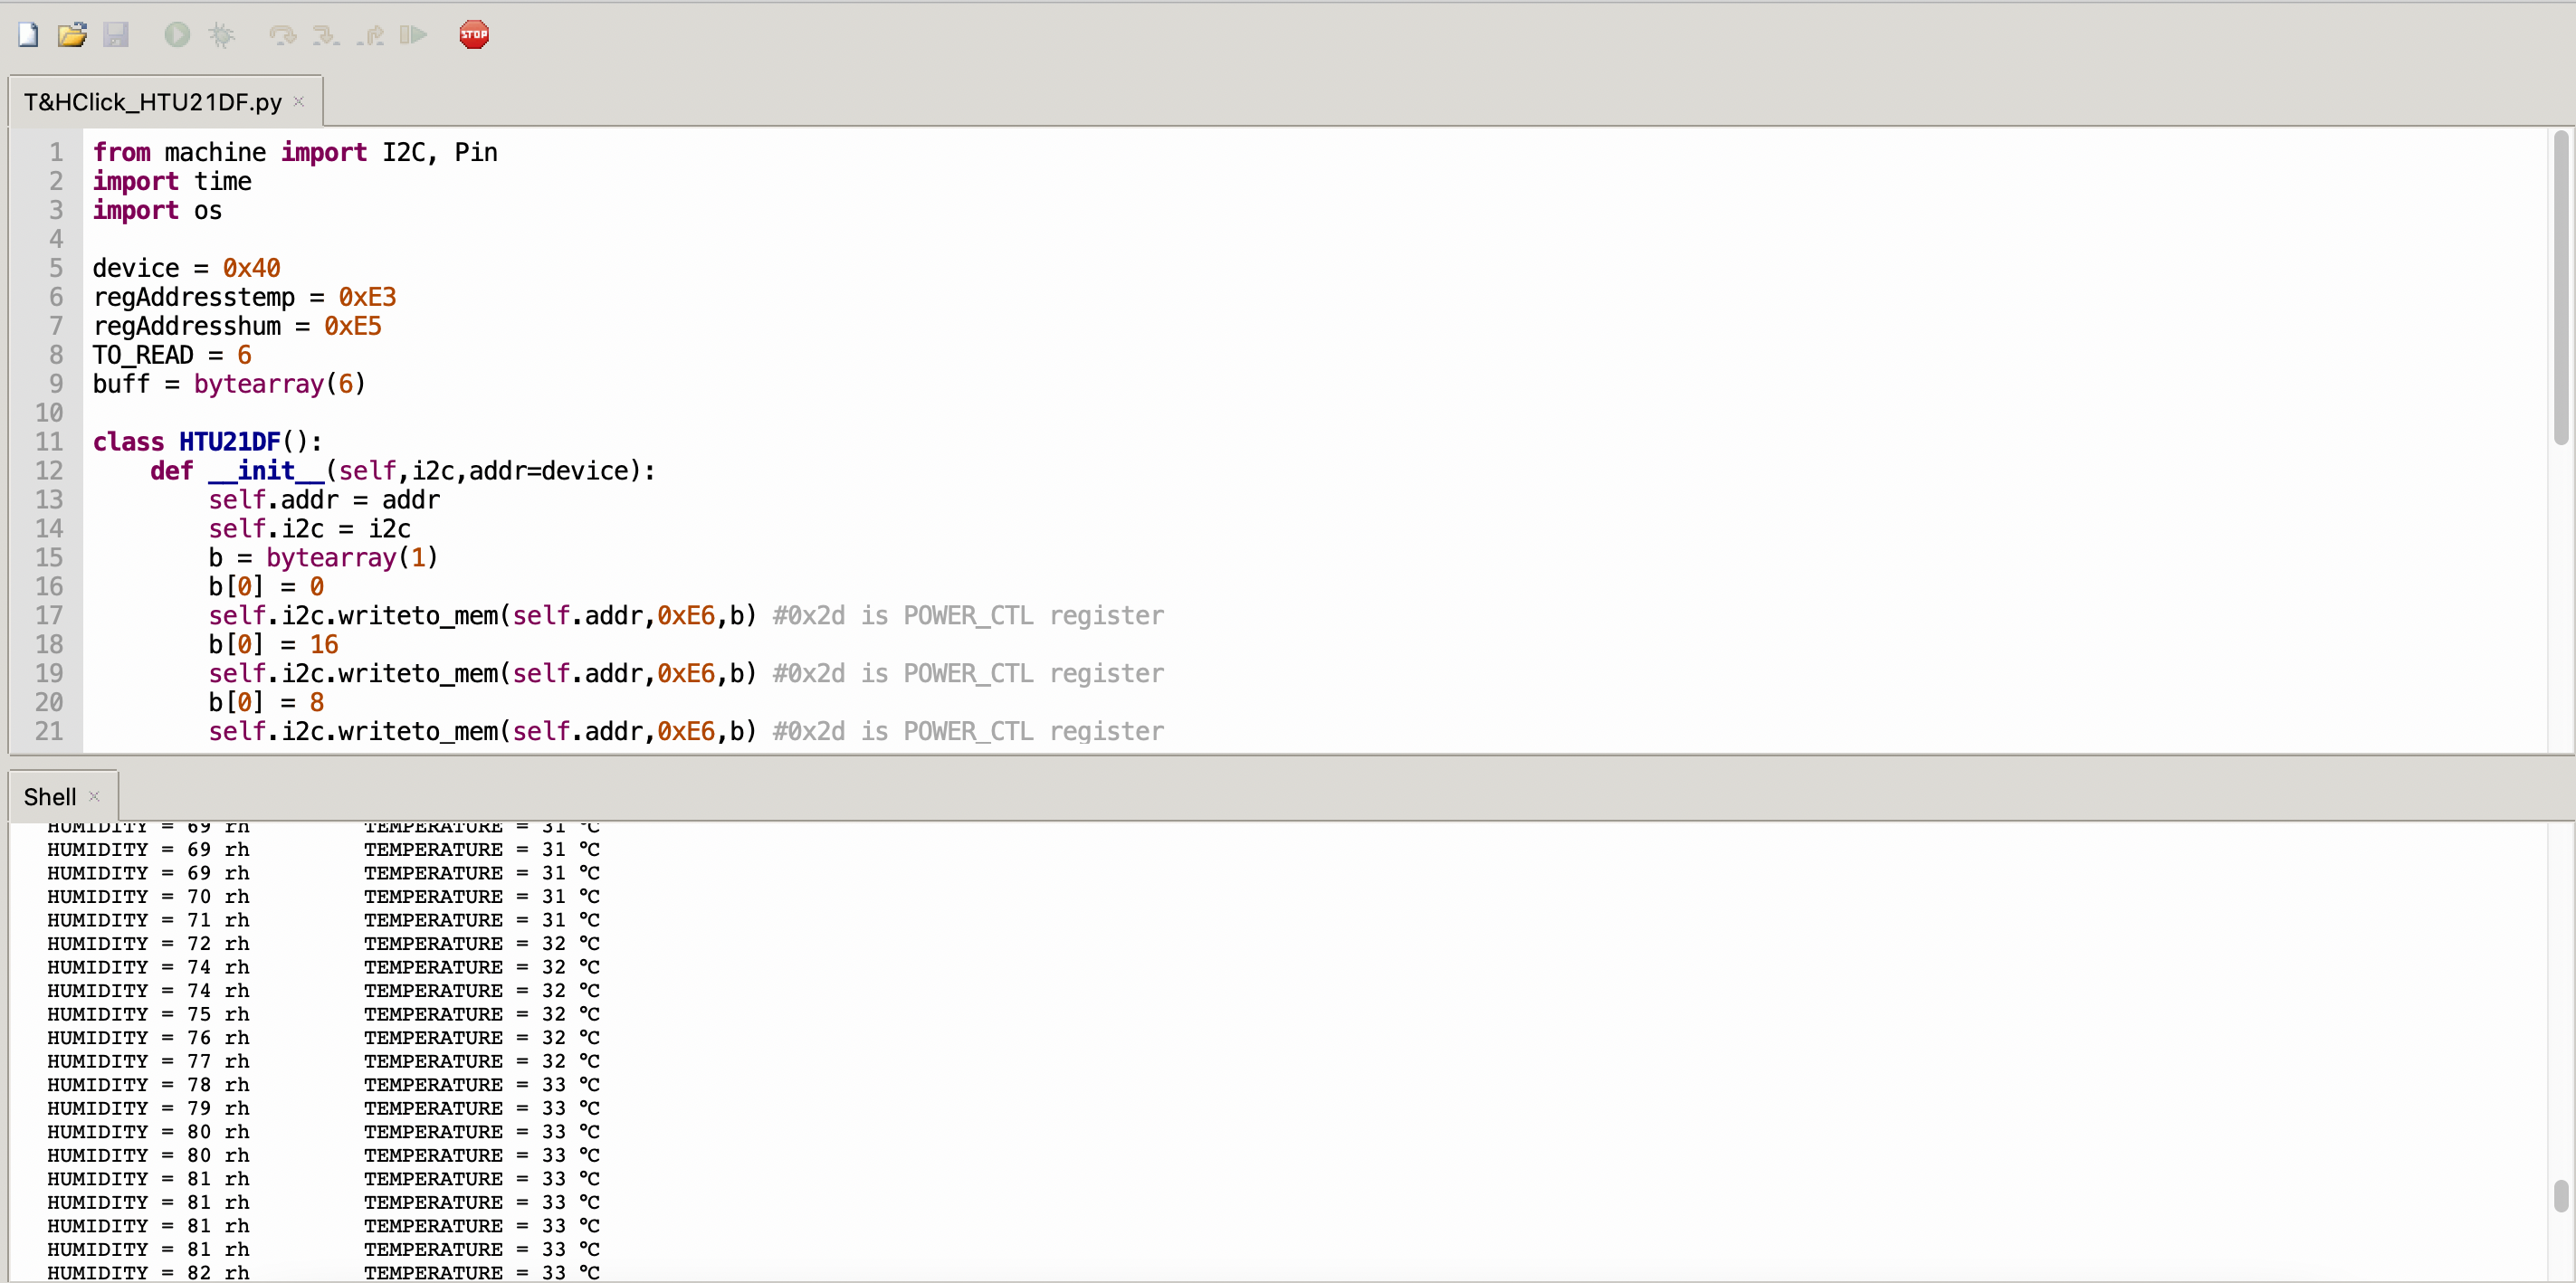 STOP
T&HClick_HTU21DF.py
1 from machine import I2C, Pin
2 import time
3 import os
4
5 device = 0x40
6 regAddresstemp = 0xE3
7 regAddresshum = 0xE5
8 TO_READ = 6
9 buff = bytearray(6)
10
11 class HTU21DF():
12     def __init__(self,i2c,addr=device):
13         self.addr = addr
14         self.i2c = i2c
15         b = bytearray(1)
16         b[0] = 0
17         self.i2c.writeto_mem(self.addr,0xE6,b) #0x2d is POWER_CTL register
18         b[0] = 16
19         self.i2c.writeto_mem(self.addr,0xE6,b) #0x2d is POWER_CTL register
20         b[0] = 8
21         self.i2c.writeto_mem(self.addr,0xE6,b) #0x2d is POWER_CTL register
Shell
HUMIDITY = 69 rh TEMPERATURE = 31 °C
HUMIDITY = 69 rh TEMPERATURE = 31 °C
HUMIDITY = 69 rh TEMPERATURE = 31 °C
HUMIDITY = 70 rh TEMPERATURE = 31 °C
HUMIDITY = 71 rh TEMPERATURE = 31 °C
HUMIDITY = 72 rh TEMPERATURE = 32 °C
HUMIDITY = 74 rh TEMPERATURE = 32 °C
HUMIDITY = 74 rh TEMPERATURE = 32 °C
HUMIDITY = 75 rh TEMPERATURE = 32 °C
HUMIDITY = 76 rh TEMPERATURE = 32 °C
HUMIDITY = 77 rh TEMPERATURE = 32 °C
HUMIDITY = 78 rh TEMPERATURE = 33 °C
HUMIDITY = 79 rh TEMPERATURE = 33 °C
HUMIDITY = 80 rh TEMPERATURE = 33 °C
HUMIDITY = 80 rh TEMPERATURE = 33 °C
HUMIDITY = 81 rh TEMPERATURE = 33 °C
HUMIDITY = 81 rh TEMPERATURE = 33 °C
HUMIDITY = 81 rh TEMPERATURE = 33 °C
HUMIDITY = 81 rh TEMPERATURE = 33 °C
HUMIDITY = 82 rh TEMPERATURE = 33 °C